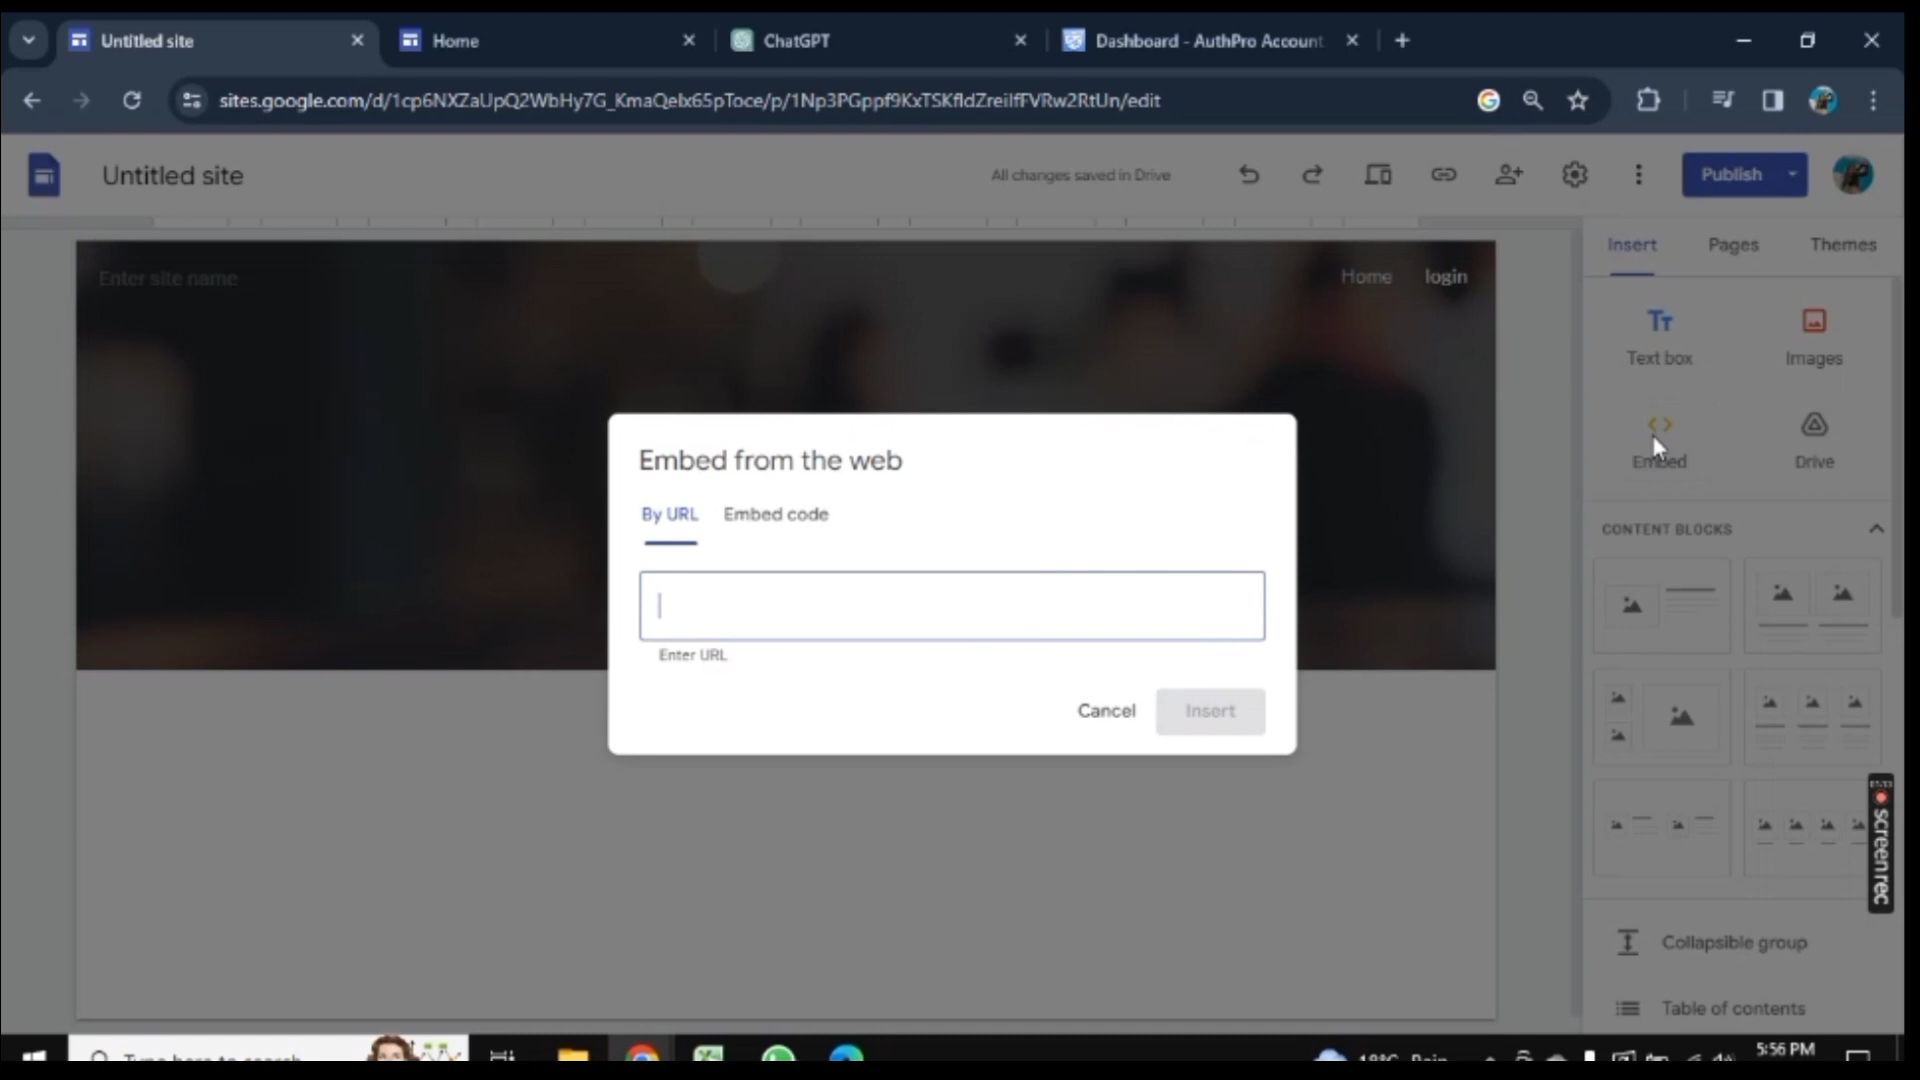 Untitled site
Home
ChatGPT
Dashboard - AuthPro Account
sites.google.com/d/1cp6NXZaUpQ2WbHy7G_KmaQeIx65pToce/p/1Np3PGppf9KxTSKfIdZreiIfFVRw2RtUn/edit
Untitled site
All changes saved in Drive
Publish
Insert
Pages
Themes
Enter site name
Home
login
Text box
Images
Embed
Drive
Embed from the web
By URL
Embed code
Enter URL
Cancel
Insert
CONTENT BLOCKS
Collapsible group
Table of contents
screenrec
Type here to search
18°C Rain
5:56 PM